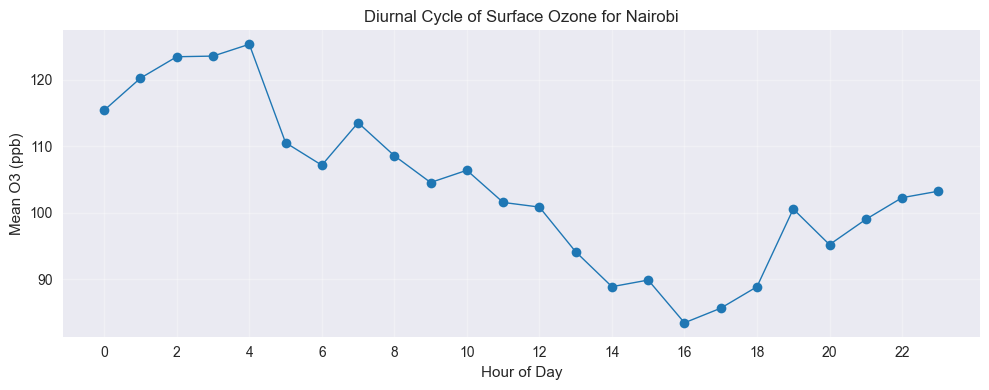 Diurnal Cycle of Surface Ozone for Nairobi
Mean O3 (ppb)
120
110
100
90
0 2 4 6 8 10 12 14 16 18 20 22
Hour of Day